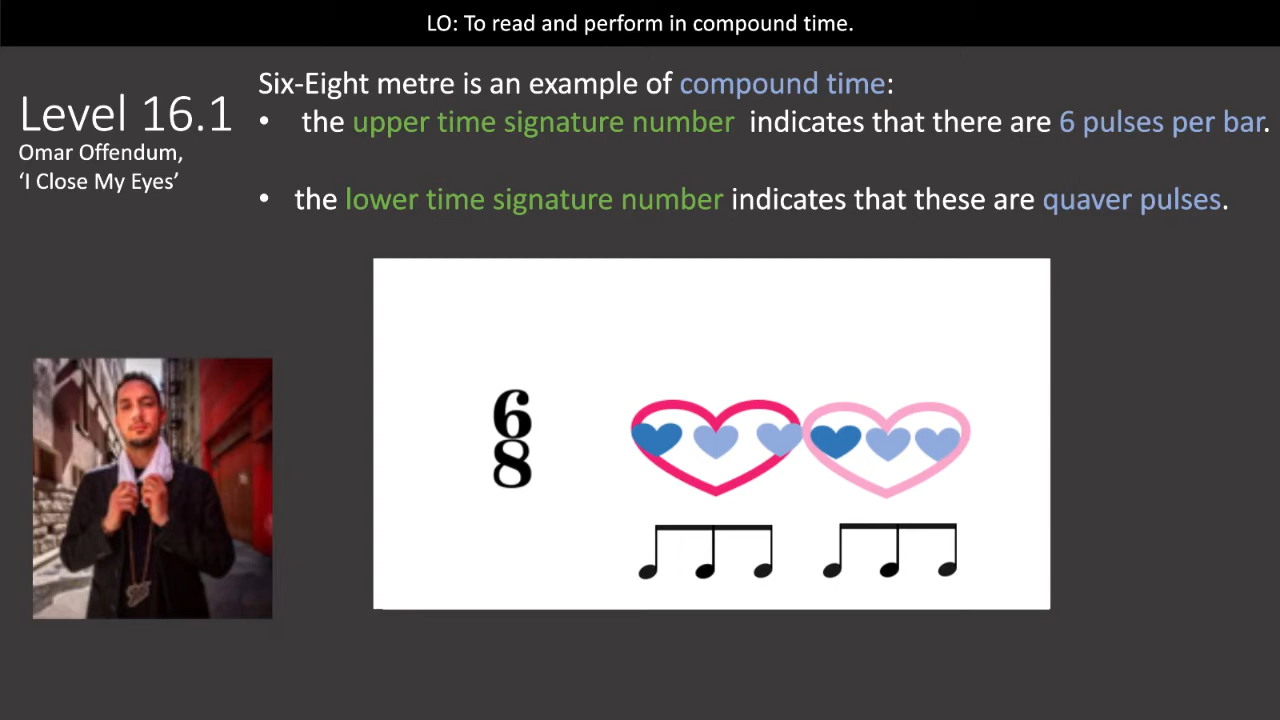 LO: To read and perform in compound time.
Level 16.1
Omar Offendum,
‘I Close My Eyes’
Six-Eight metre is an example of compound time:
• the upper time signature number indicates that there are 6 pulses per bar.
• the lower time signature number indicates that these are quaver pulses.
6
8